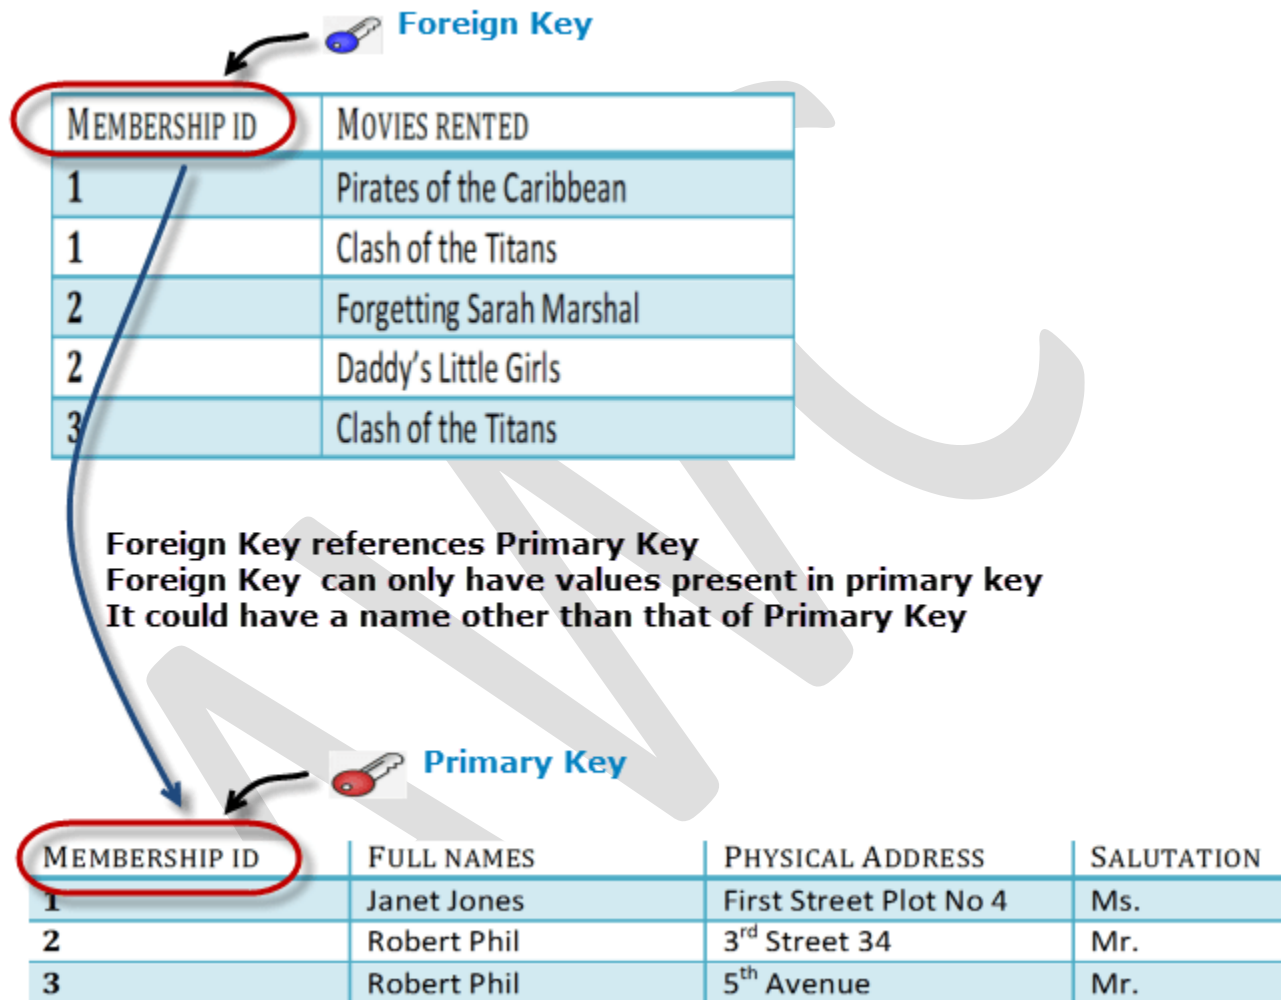 Foreign Key
MEMBERSHIP ID MOVIES RENTED
1 Pirates of the Caribbean
1 Clash of the Titans
2 Forgetting Sarah Marshal
2 Daddy's Little Girls
3 Clash of the Titans
Foreign Key references Primary Key
Foreign Key can only have values present in primary key
It could have a name other than that of Primary Key
Primary Key
MEMBERSHIP ID FULL NAMES PHYSICAL ADDRESS SALUTATION
1 Janet Jones First Street Plot No 4 Ms.
2 Robert Phil 3rd Street 34 Mr.
3 Robert Phil 5th Avenue Mr.